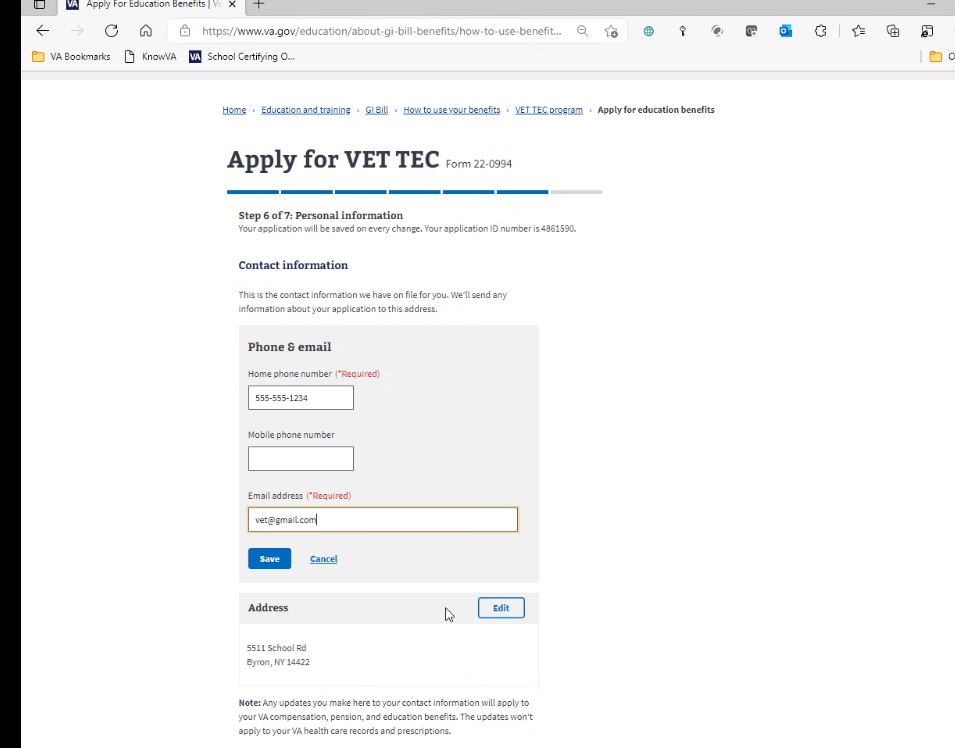 VA Apply For Education Benefits | Ve
https://www.va.gov/education/about-gi-bill-benefits/how-to-use-benefit...
VA Bookmarks KnowVA VA School Certifying O... O
Home › Education and training › GI Bill › How to use your benefits › VET TEC program › Apply for education benefits
Apply for VET TEC Form 22-0994
Step 6 of 7: Personal information
Your application will be saved on every change. Your application ID number is 4861590.
Contact information
This is the contact information we have on file for you. We'll send any
information about your application to this address.
Phone & email
Home phone number (*Required)
555-555-1234
Mobile phone number
Email address (*Required)
vet@gmail.com
Save Cancel
Address Edit
5511 School Rd
Byron, NY 14422
Note: Any updates you make here to your contact information will apply to
your VA compensation, pension, and education benefits. The updates won't
apply to your VA health care records and prescriptions.